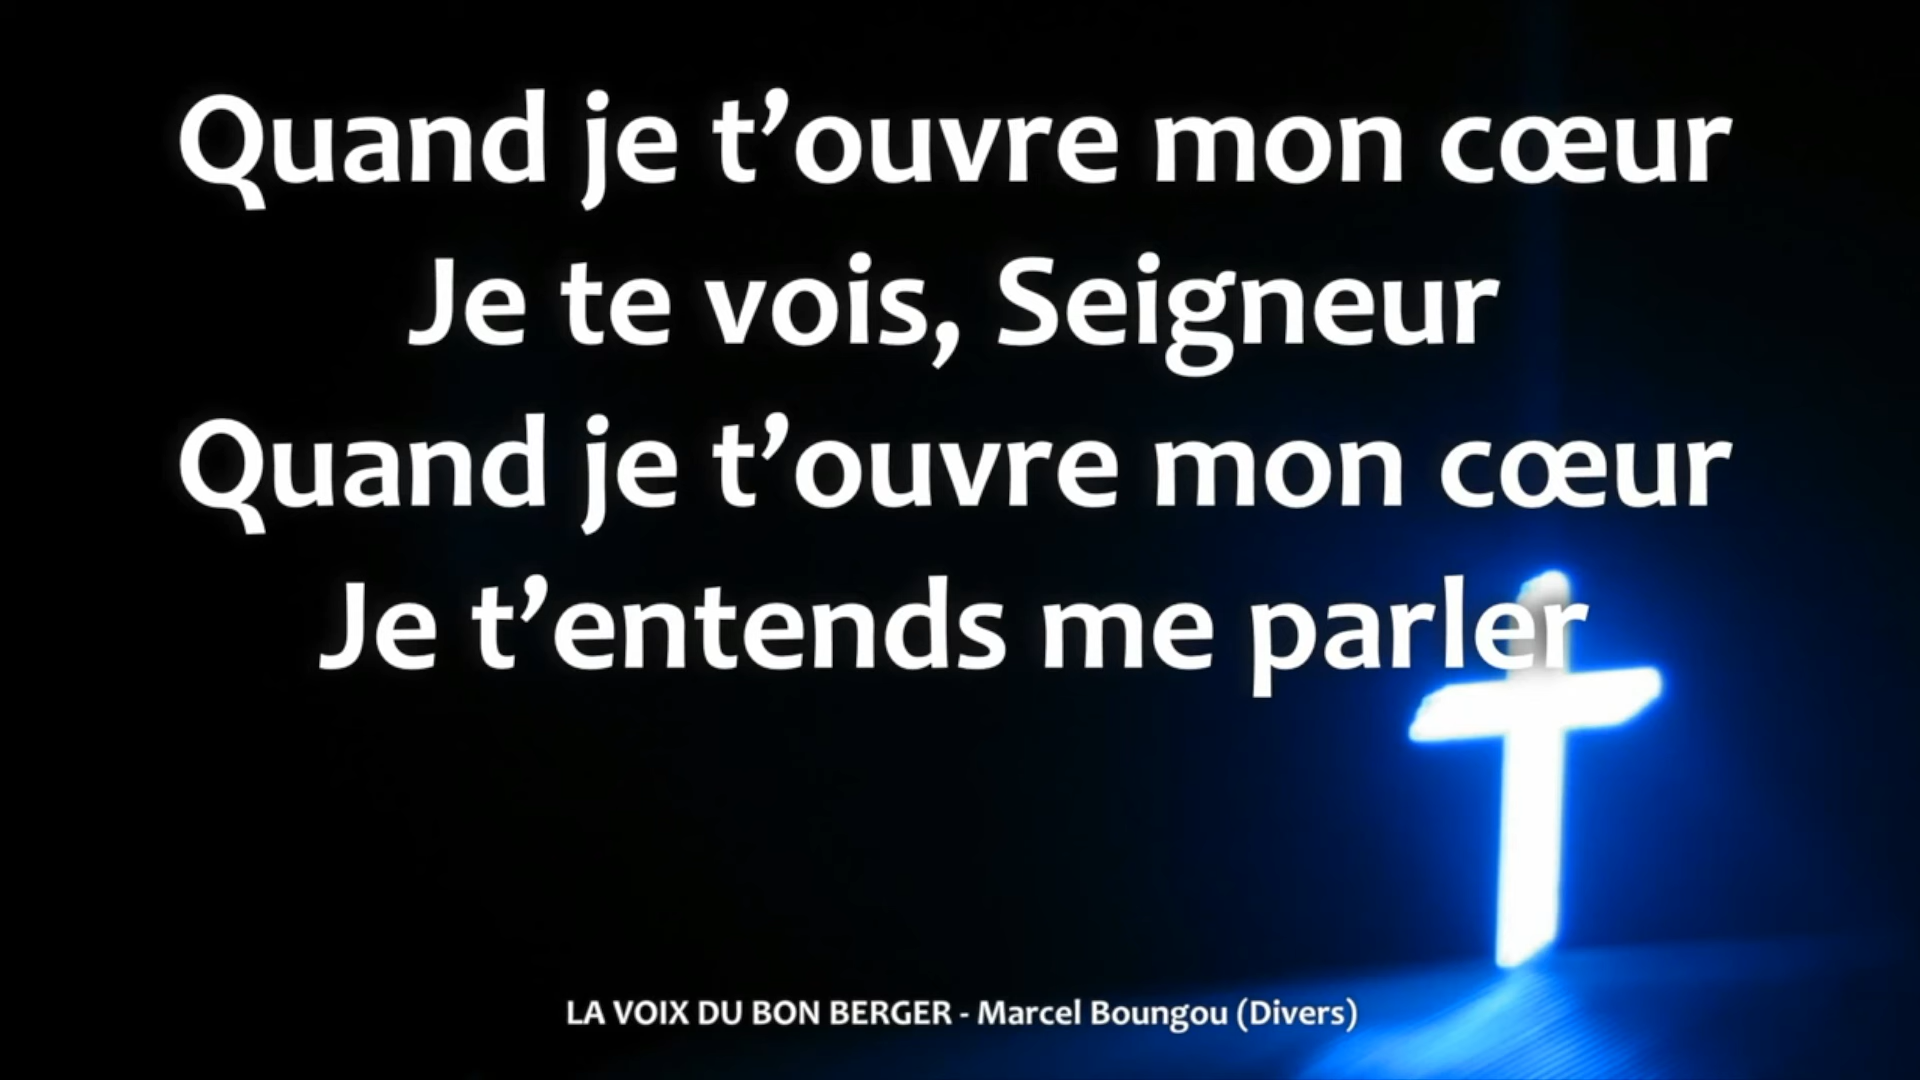 Quand je t’ouvre mon cœur
Je te vois, Seigneur
Quand je t’ouvre mon cœur
Je t’entends me parler
LA VOIX DU BON BERGER - Marcel Boungou (Divers)